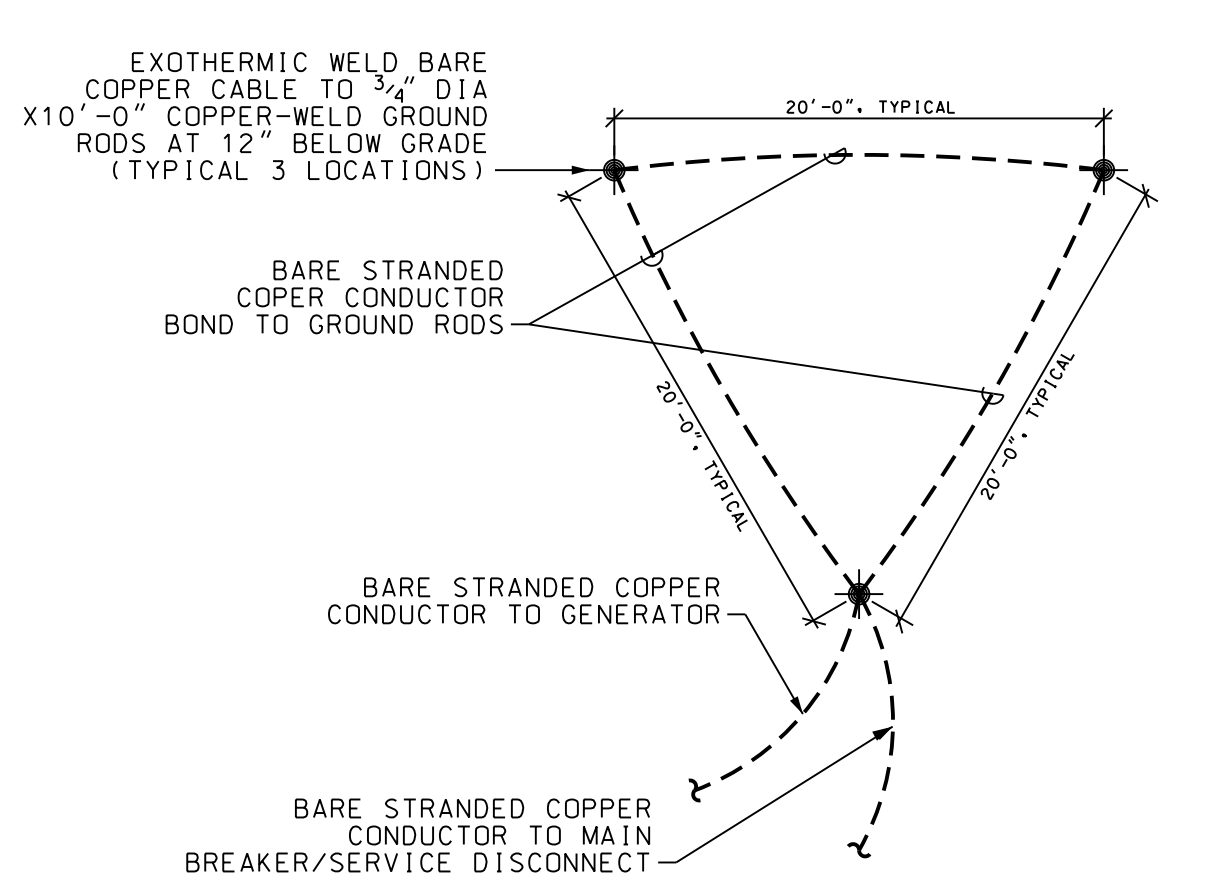 EXOTHERMIC WELD BARE
COPPER CABLE TO 3/4" DIA
X10'-0" COPPER-WELD GROUND
RODS AT 12" BELOW GRADE
(TYPICAL 3 LOCATIONS)
20'-0", TYPICAL
BARE STRANDED
COPER CONDUCTOR
BOND TO GROUND RODS
20'-0", TYPICAL
20'-0", TYPICAL
BARE STRANDED COPPER
CONDUCTOR TO GENERATOR
BARE STRANDED COPPER
CONDUCTOR TO MAIN
BREAKER/SERVICE DISCONNECT